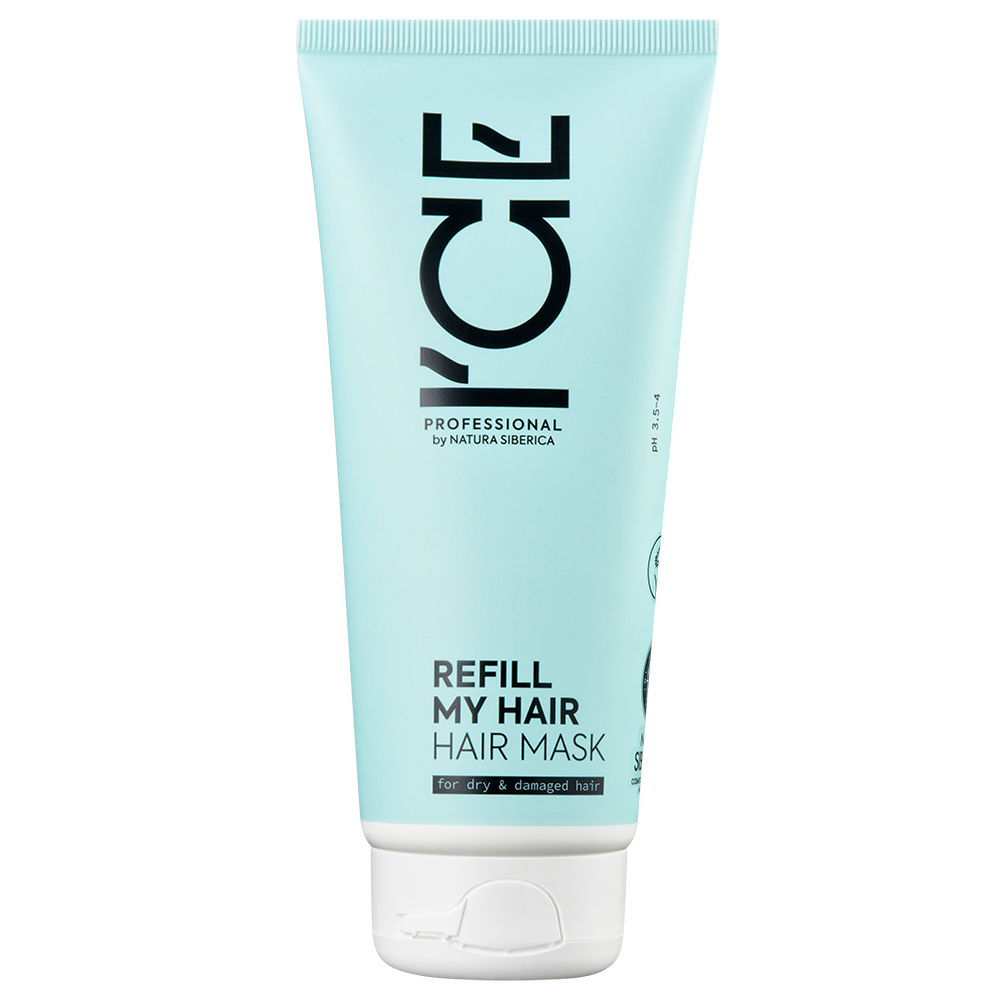 I'CE
PROFESSIONAL
by NATURA SIBERICA
pH 3.5-4
REFILL
MY HAIR
HAIR MASK
for dry & damaged hair